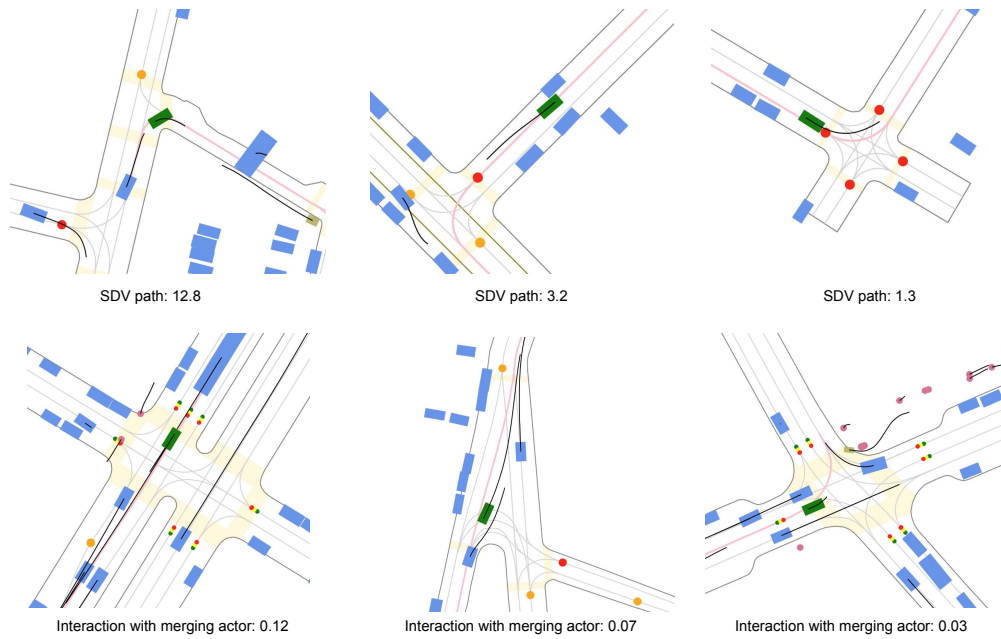 SDV path: 12.8
SDV path: 3.2
SDV path: 1.3
Interaction with merging actor: 0.12
Interaction with merging actor: 0.07
Interaction with merging actor: 0.03